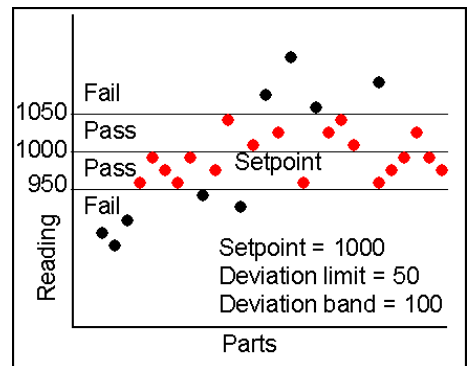 Fail
1050
Pass
1000
Pass Setpoint
950
Fail
Reading
Setpoint = 1000
Deviation limit = 50
Deviation band = 100
Parts